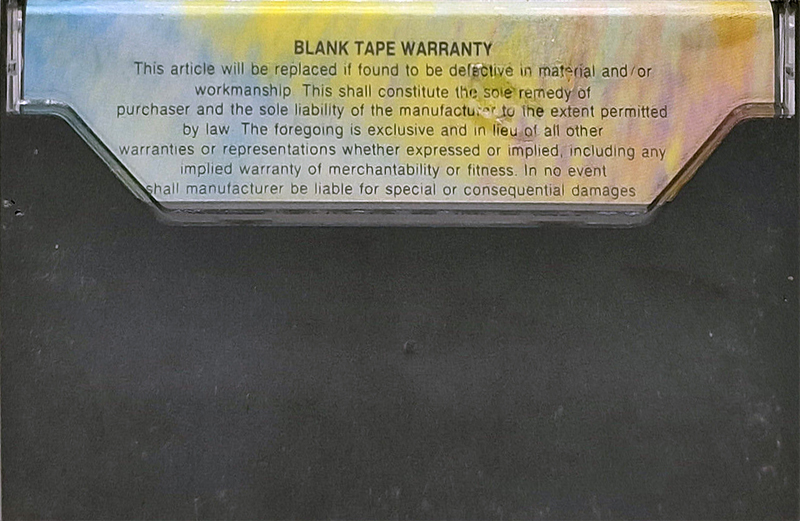 BLANK TAPE WARRANTY
This article will be replaced if found to be defective in material and/or
workmanship. This shall constitute the sole remedy of
purchaser and the sole liability of the manufacturer to the extent permitted
by law. The foregoing is exclusive and in lieu of all other
warranties or representations whether expressed or implied, including any
implied warranty of merchantability or fitness. In no event
shall manufacturer be liable for special or consequential damages